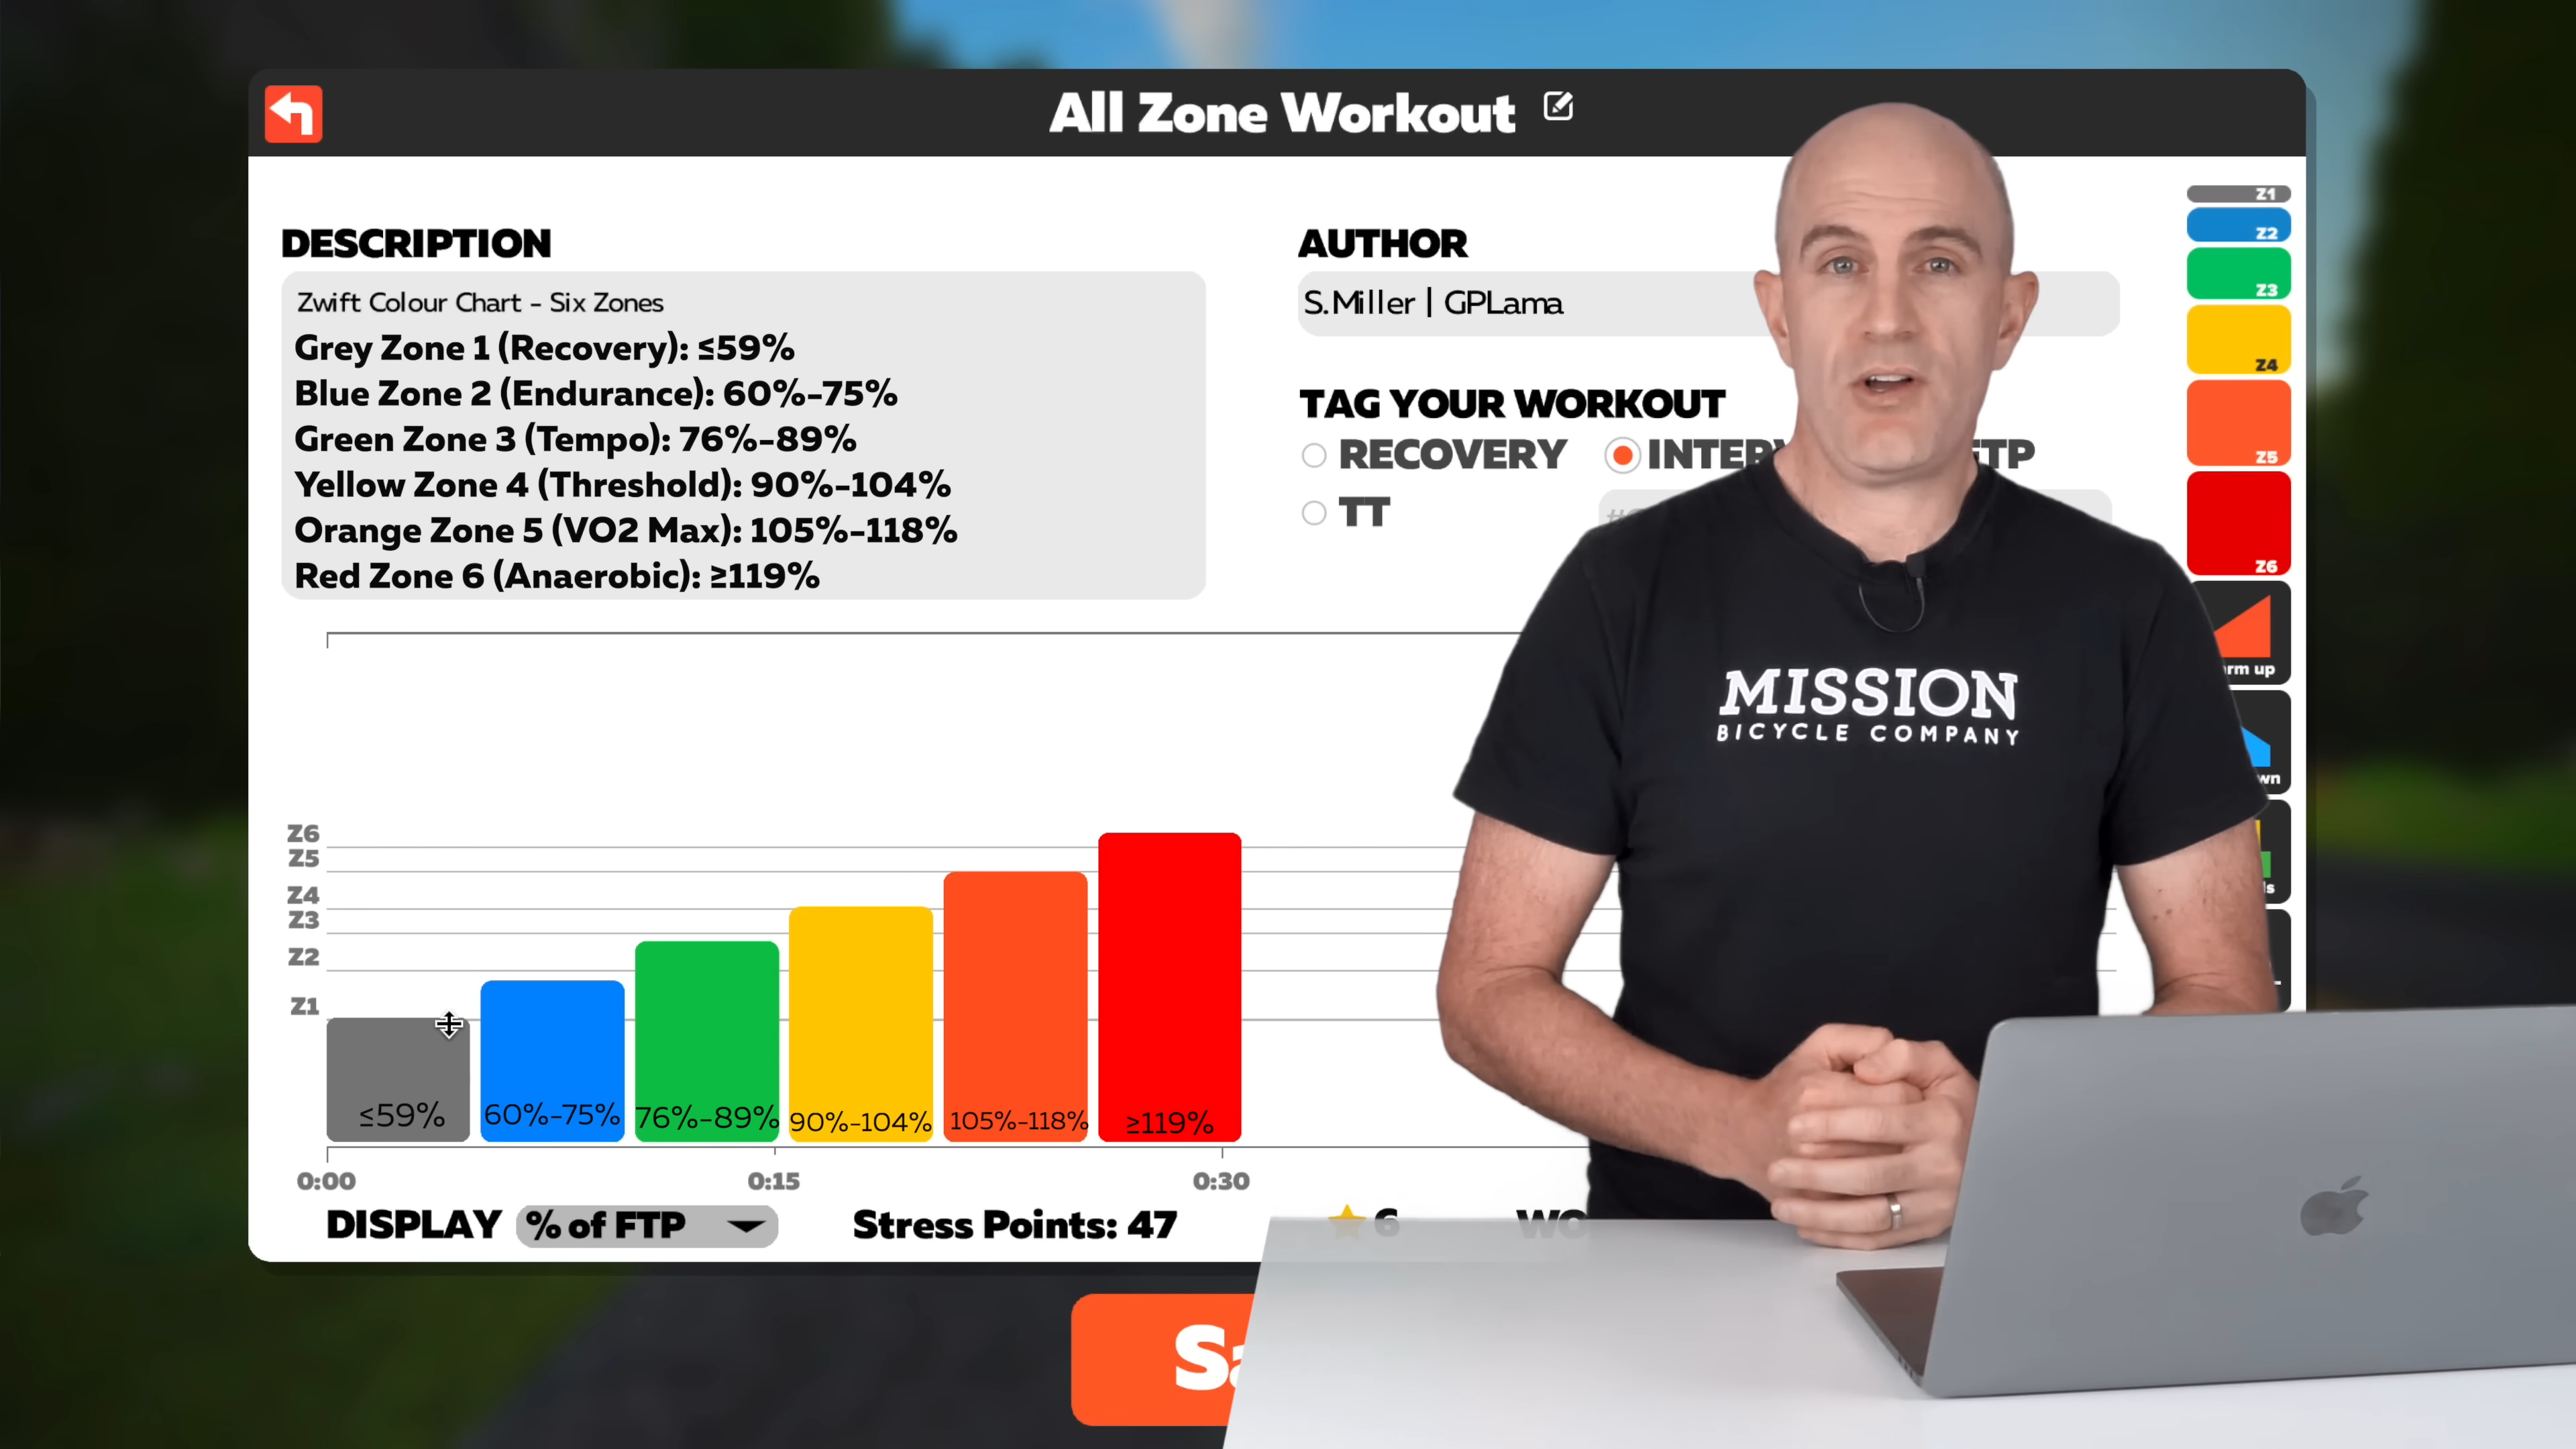 All Zone Workout
DESCRIPTION
Zwift Colour Chart - Six Zones
Grey Zone 1 (Recovery): ≤59%
Blue Zone 2 (Endurance): 60%-75%
Green Zone 3 (Tempo): 76%-89%
Yellow Zone 4 (Threshold): 90%-104%
Orange Zone 5 (VO2 Max): 105%-118%
Red Zone 6 (Anaerobic): ≥119%
AUTHOR
S.Miller | GPLama
TAG YOUR WORKOUT
RECOVERY
TT
Z1
Z2
Z3
Z4
Z5
Z6
MISSION
BICYCLE COMPANY
Z6
Z5
Z4
Z3
Z2
Z1
≤59% 60%-75% 76%-89% 90%-104% 105%-118% ≥119%
0:00 0:15 0:30
DISPLAY % of FTP Stress Points: 47 6